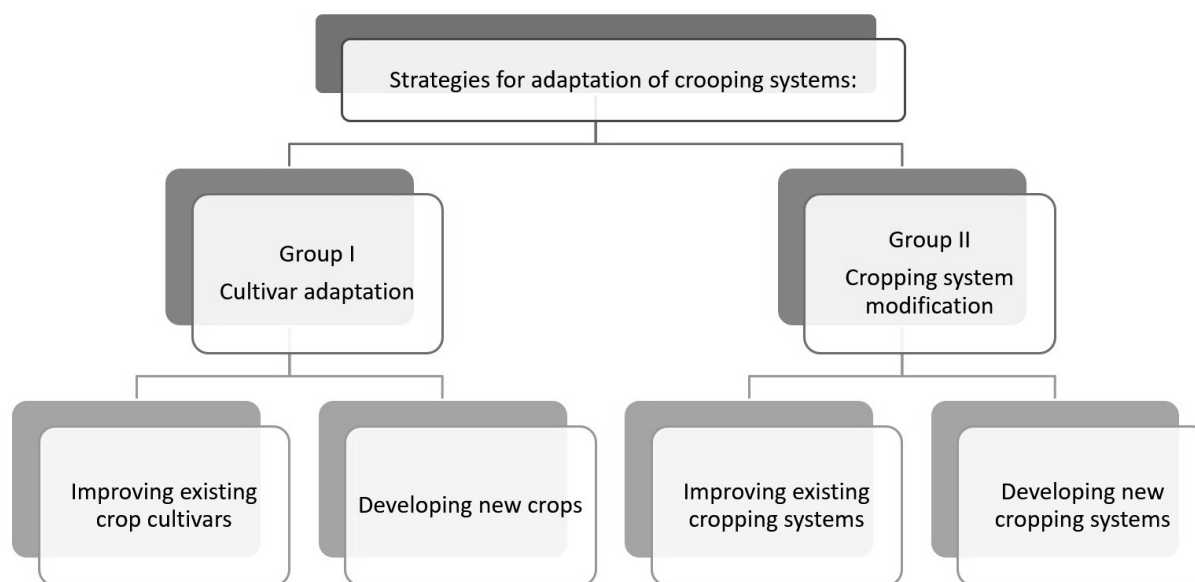 Strategies for adaptation of crooping systems:
Group I
Cultivar adaptation
Group II
Cropping system
modification
Improving existing
crop cultivars
Developing new crops
Improving existing
cropping systems
Developing new
cropping systems